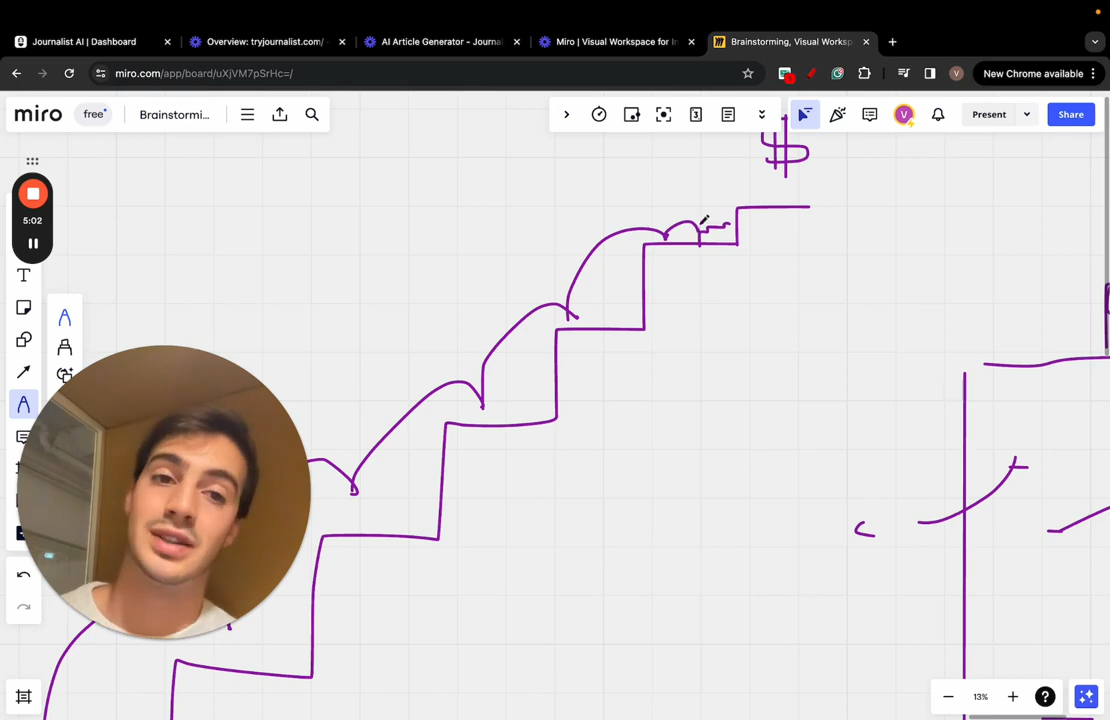 Journalist AI | Dashboard
Overview: tryjournalist.com/ -
AI Article Generator - Journa
Miro | Visual Workspace for In
Brainstorming, Visual Worksp
miro.com/app/board/uXjVM7pSrHc=/
V
New Chrome available
miro
free
Brainstormi...
3
V
Present
Share
$
5:02
T
13%
?